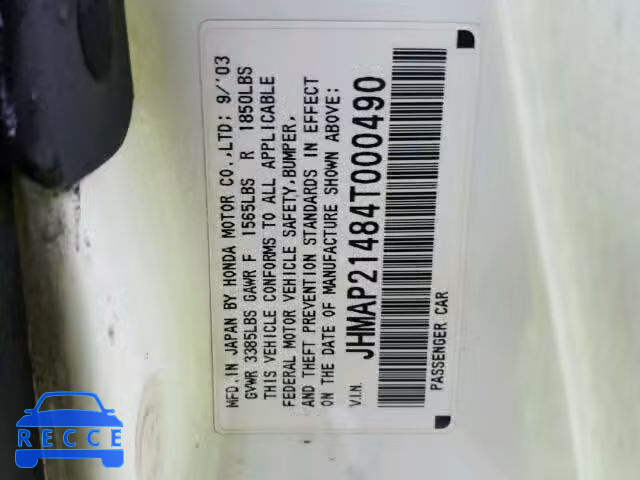 MFD.IN JAPAN BY HONDA MOTOR CO.,LTD: 9/'03
GVWR 3385LBS GAWR F 1565LBS R 1850LBS
THIS VEHICLE CONFORMS TO ALL APPLICABLE
FEDERAL MOTOR VEHICLE SAFETY,BUMPER,
AND THEFT PREVENTION STANDARDS IN EFFECT
ON THE DATE OF MANUFACTURE SHOWN ABOVE:
V.I.N. JHMAP21484T000490
PASSENGER CAR
RECCE